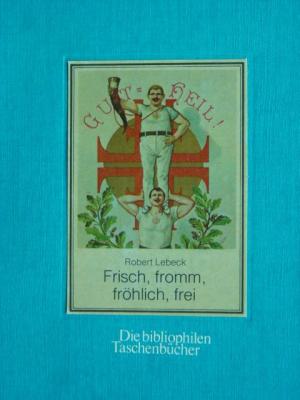 GUT=HEIL!
Robert Lebeck
Frisch, fromm,
fröhlich, frei
Die bibliophilen
Taschenbücher